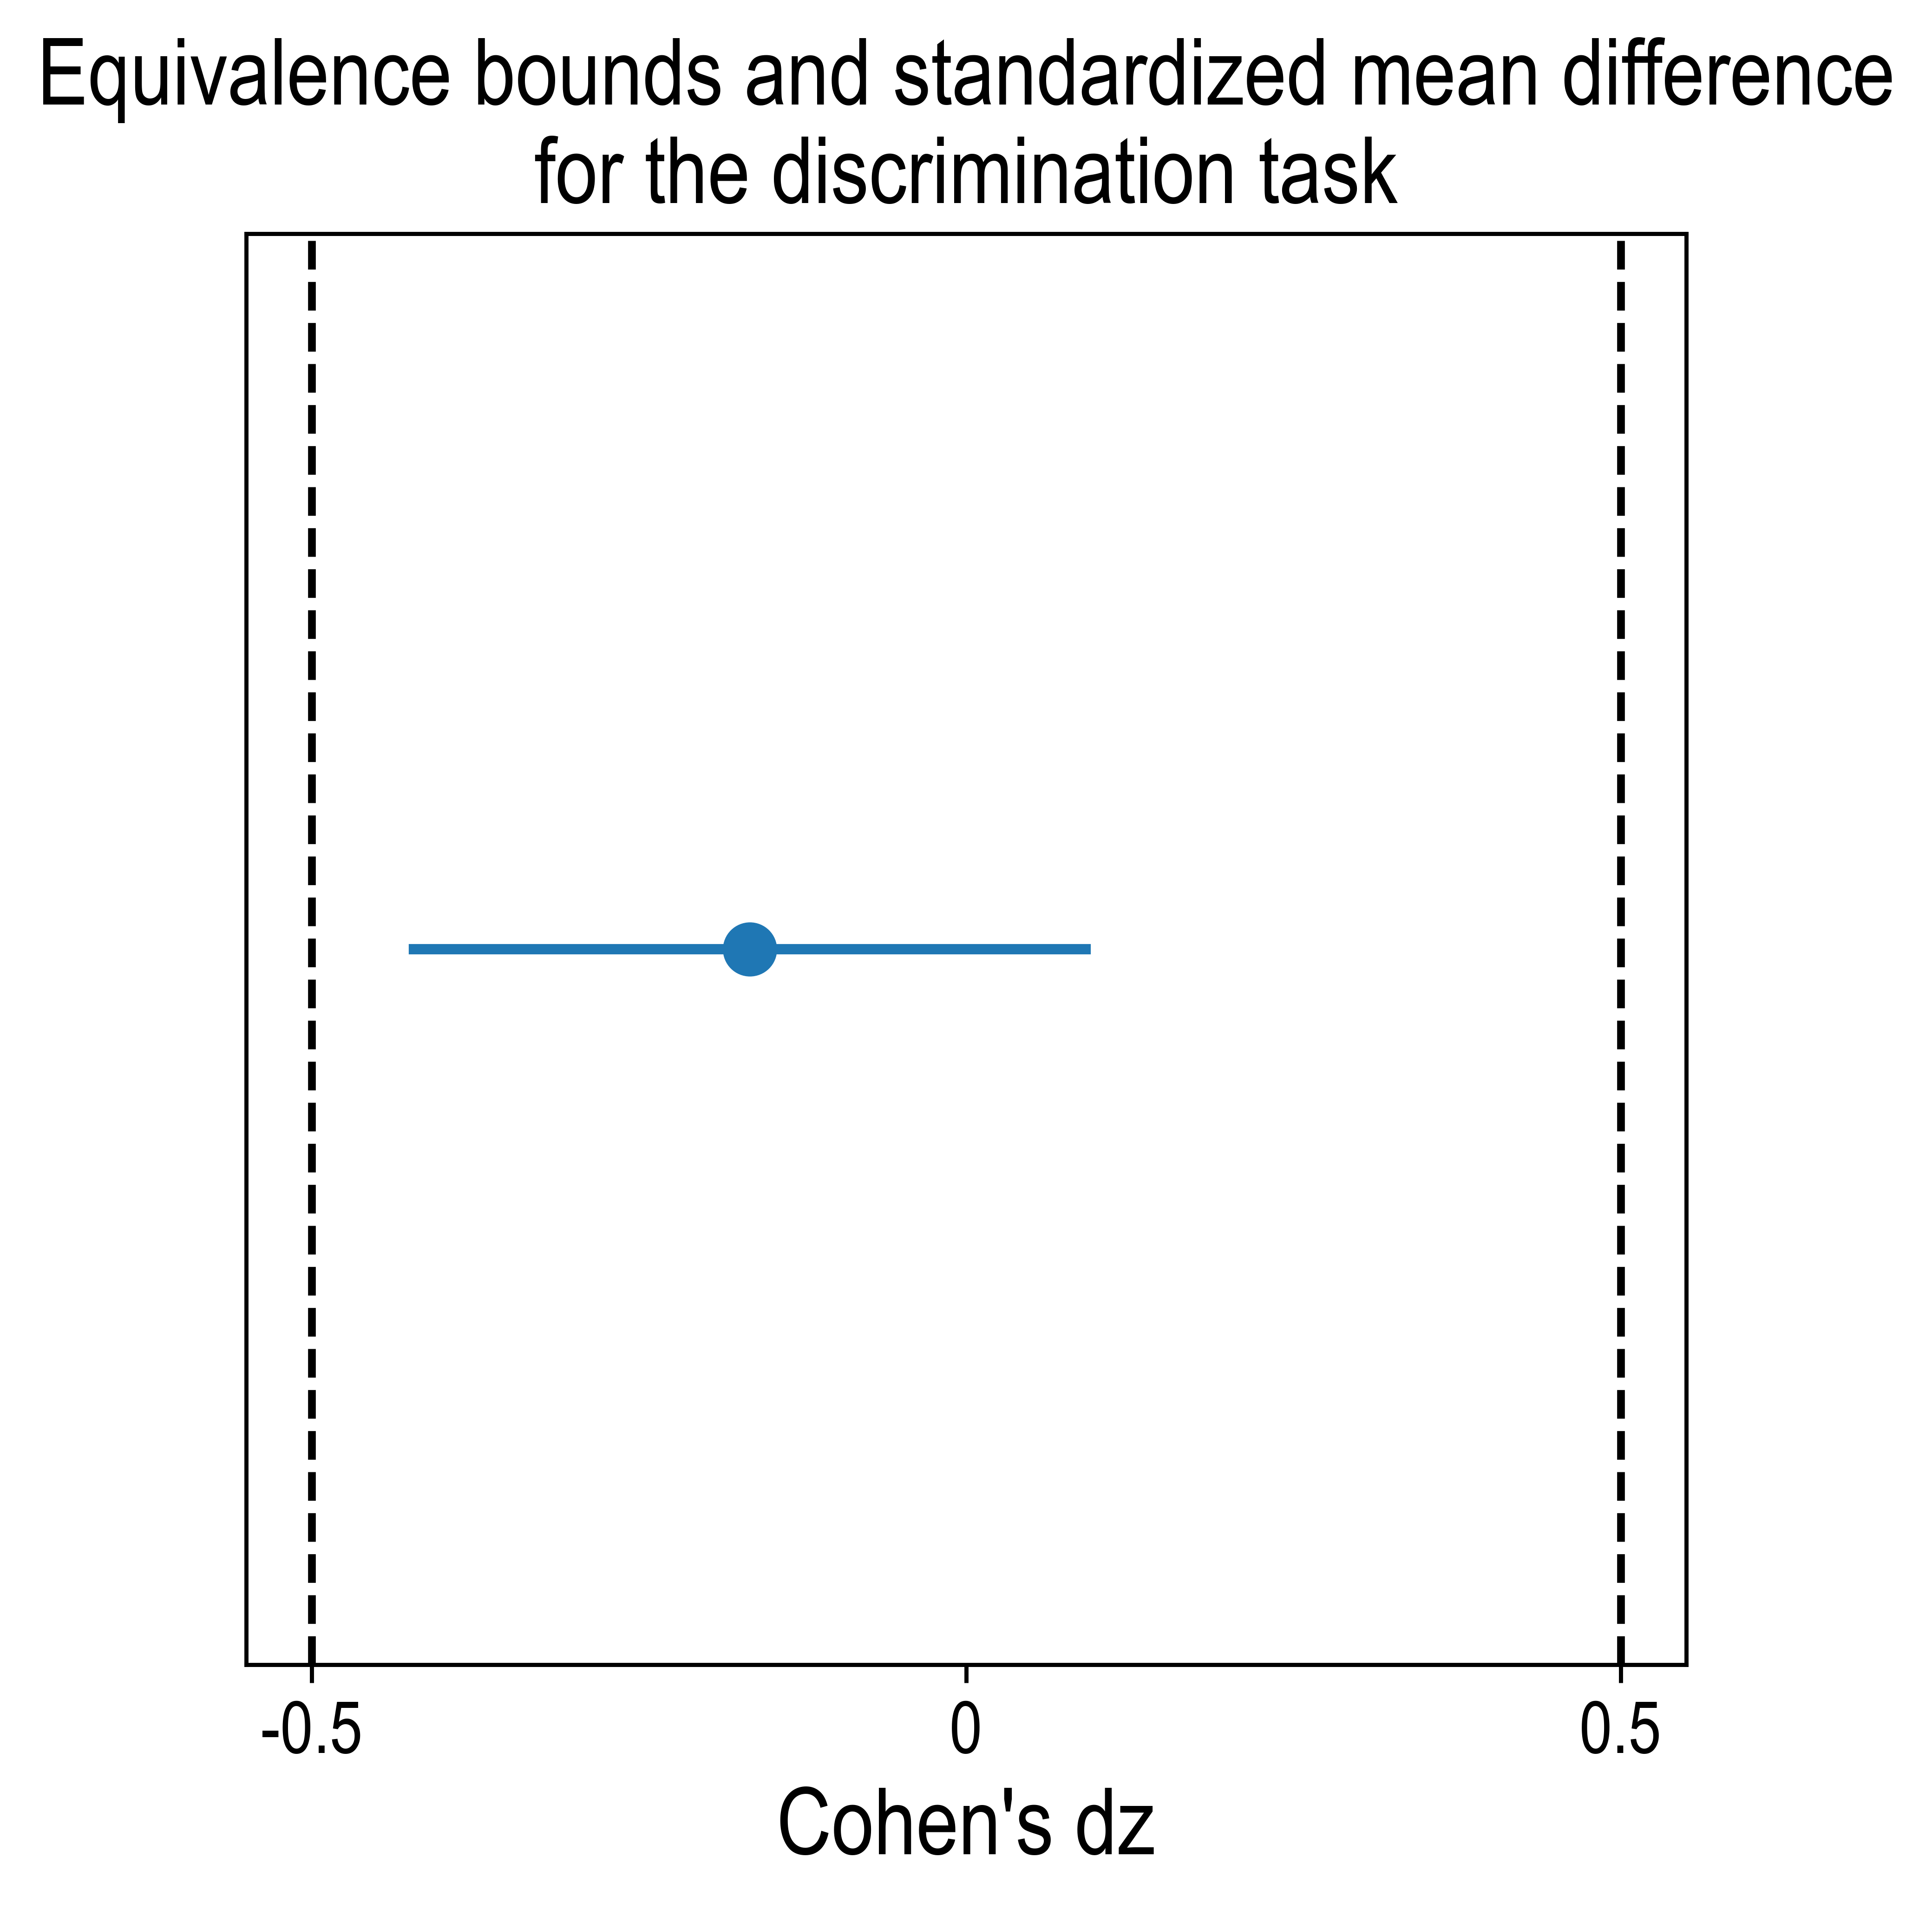 Equivalence bounds and standardized mean difference
for the discrimination task
-0.5
0
0.5
Cohen's dz